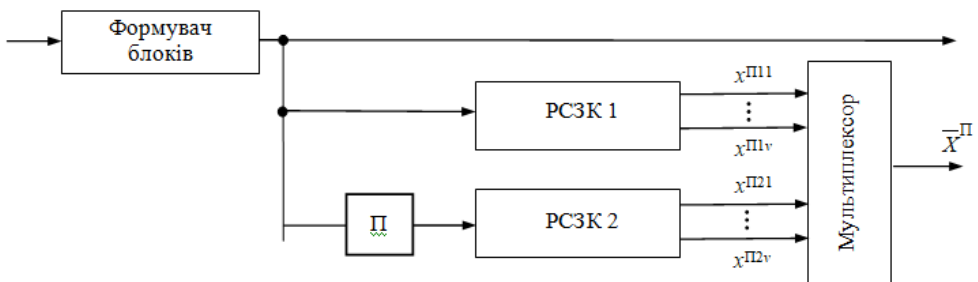 Формувач
блоків
РСЗК 1
x^П11
⋮
x^П1v
П
РСЗК 2
x^П21
⋮
x^П2v
Мультиплексор
X̅^П